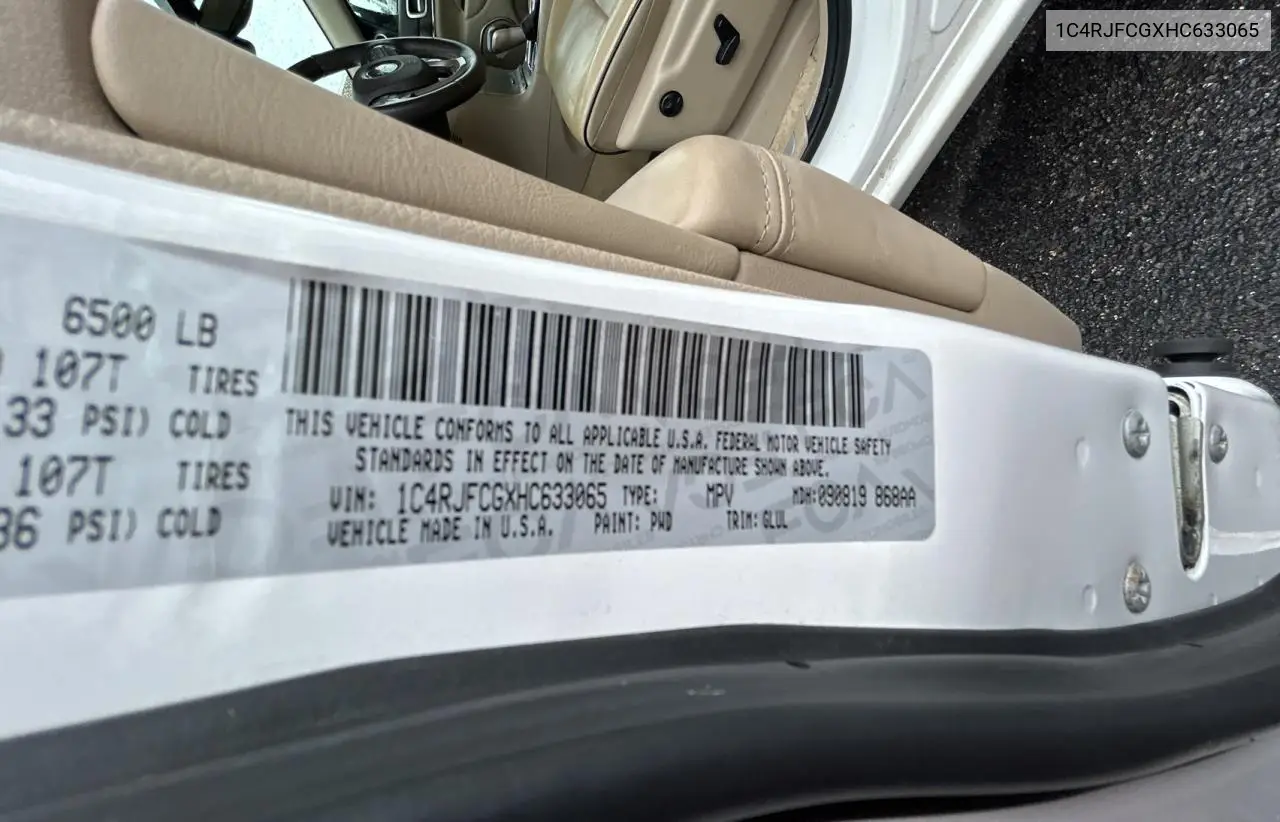 1C4RJFCGXHC633065
6500 LB
107T TIRES
33 PSI) COLD
107T TIRES
36 PSI) COLD
THIS VEHICLE CONFORMS TO ALL APPLICABLE U.S.A. FEDERAL MOTOR VEHICLE SAFETY
STANDARDS IN EFFECT ON THE DATE OF MANUFACTURE SHOWN ABOVE.
VIN: 1C4RJFCGXHC633065 TYPE: MPV MDH:090819 868AA
VEHICLE MADE IN U.S.A. PAINT: PWD TRIM: GLUL